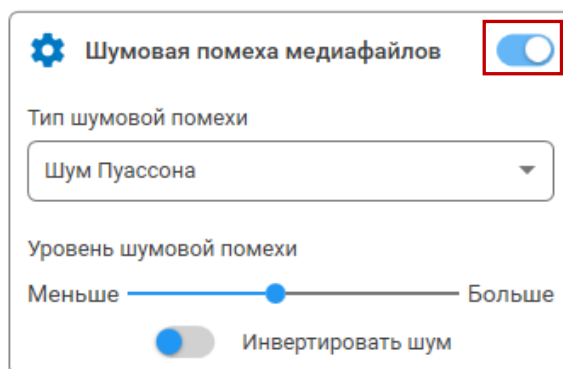 Шумовая помеха медиафайлов
Тип шумовой помехи
Шум Пуассона
Уровень шумовой помехи
Меньше Больше
Инвертировать шум